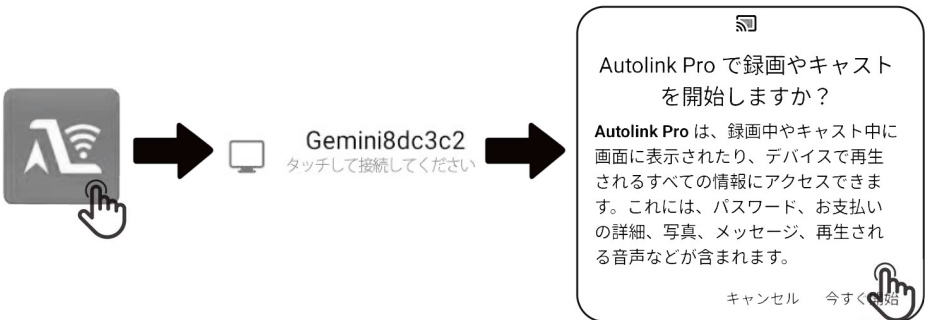 Gemini8dc3c2
タッチして接続してください
Autolink Pro で録画やキャスト
を開始しますか？
Autolink Pro は、録画中やキャスト中に
画面に表示されたり、デバイスで再生
されるすべての情報にアクセスできま
す。これには、パスワード、お支払い
の詳細、写真、メッセージ、再生され
る音声などが含まれます。
キャンセル 今すぐ開始